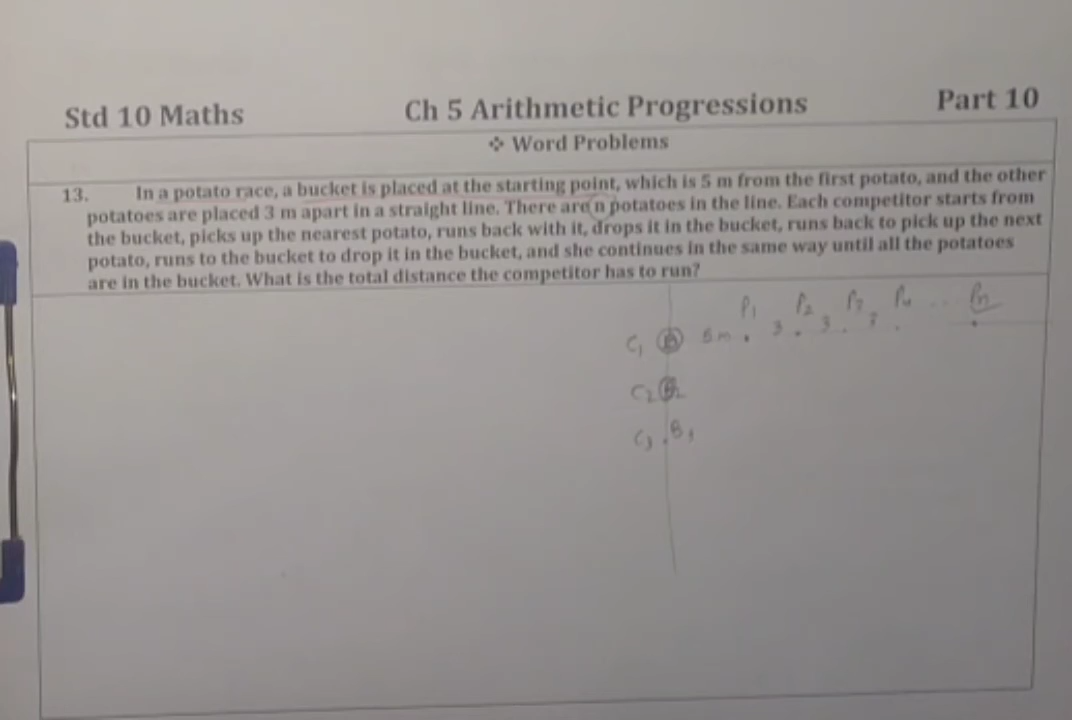 Std 10 Maths Ch 5 Arithmetic Progressions Part 10
❖ Word Problems
13. In a potato race, a bucket is placed at the starting point, which is 5 m from the first potato, and the other
potatoes are placed 3 m apart in a straight line. There are n potatoes in the line. Each competitor starts from
the bucket, picks up the nearest potato, runs back with it, drops it in the bucket, runs back to pick up the next
potato, runs to the bucket to drop it in the bucket, and she continues in the same way until all the potatoes
are in the bucket. What is the total distance the competitor has to run?
P1 P2 P3 P4 ... Pn
C1 B 5m . 3 . 3 . 3 . .
C2
C3 . B3